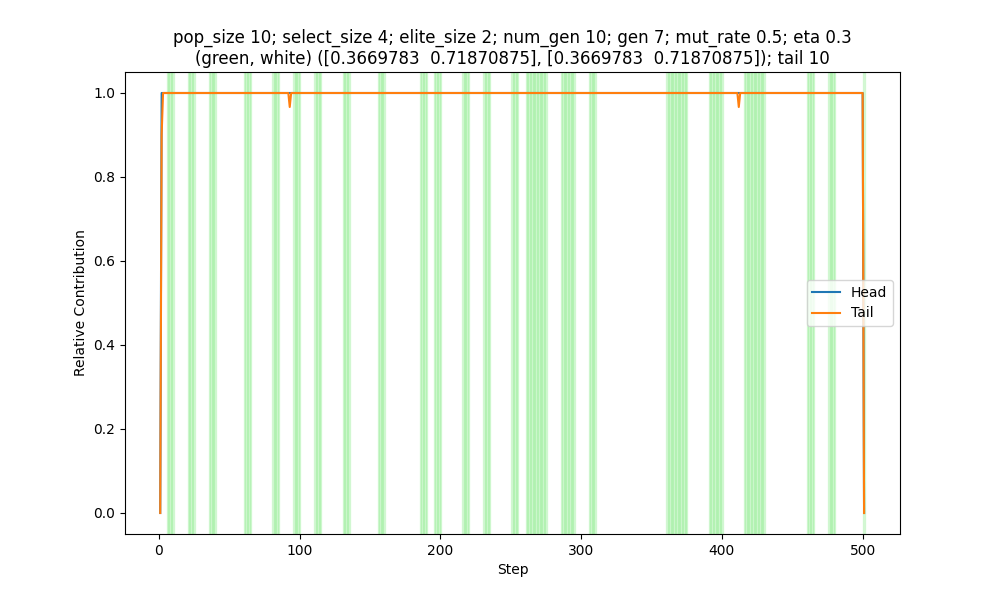 pop_size 10; select_size 4; elite_size 2; num_gen 10; gen 7; mut_rate 0.5; eta 0.3
(green, white) ([0.3669783  0.71870875], [0.3669783  0.71870875]); tail 10
1.0
0.8
0.6
0.4
0.2
0.0
Relative Contribution
Head
Tail
0
100
200
300
400
500
Step